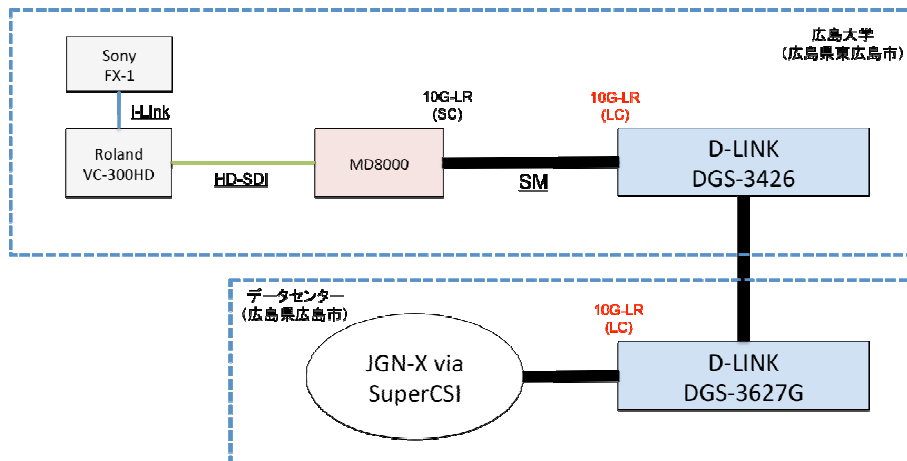 広島大学
(広島県東広島市)
Sony
FX-1
i-Link
10G-LR
(SC)
10G-LR
(LC)
Roland
VC-300HD
HD-SDI
MD8000
SM
D-LINK
DGS-3426
データセンター
(広島県広島市)
10G-LR
(LC)
JGN-X via
SuperCSI
D-LINK
DGS-3627G